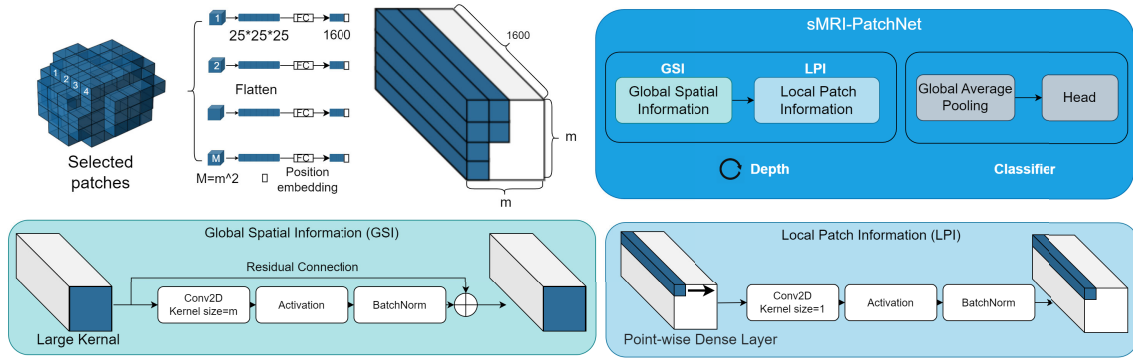 1
2
3
4
Selected
patches
1
FC
25*25*25
1600
2
FC
Flatten
FC
M
FC
M=m^2
Position
embedding
1600
m
m
sMRI-PatchNet
GSI
Global Spatial
Information
LPI
Local Patch
Information
Depth
Global Average
Pooling
Head
Classifier
Global Spatial Information (GSI)
Residual Connection
Conv2D
Kernel size=m
Activation
BatchNorm
Large Kernal
Local Patch Information (LPI)
Conv2D
Kernel size=1
Activation
BatchNorm
Point-wise Dense Layer